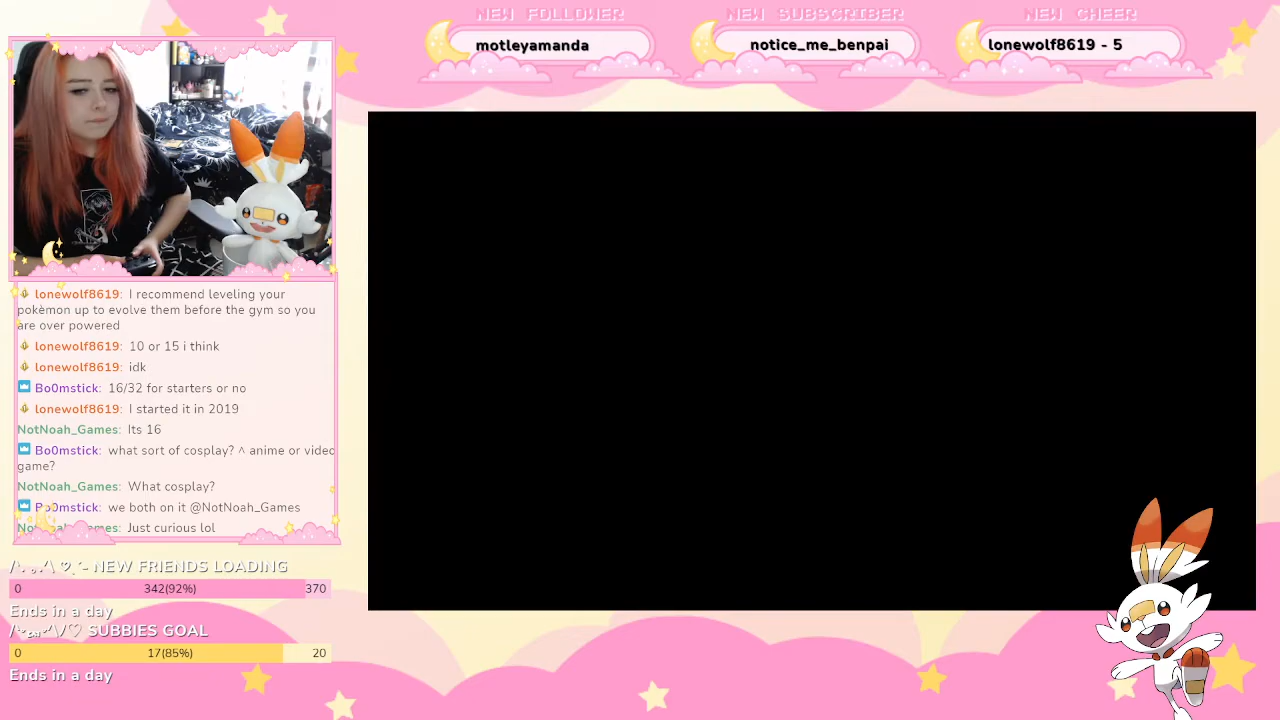 NEW FOLLOWER
NEW SUBSCRIBER
NEW CHEER
motleyamanda
notice_me_benpai
lonewolf8619 - 5
lonewolf8619: I recommend leveling your
pokèmon up to evolve them before the gym so you
are over powered
lonewolf8619: 10 or 15 i think
lonewolf8619: idk
Bo0mstick: 16/32 for starters or no
lonewolf8619: I started it in 2019
NotNoah_Games: Its 16
Bo0mstick: what sort of cosplay? ^ anime or video
game?
NotNoah_Games: What cosplay?
Bo0mstick: we both on it @NotNoah_Games
NotNoah_Games: Just curious lol
NEW FRIENDS LOADING
0 342(92%) 370
Ends in a day
SUBBIES GOAL
0 17(85%) 20
Ends in a day